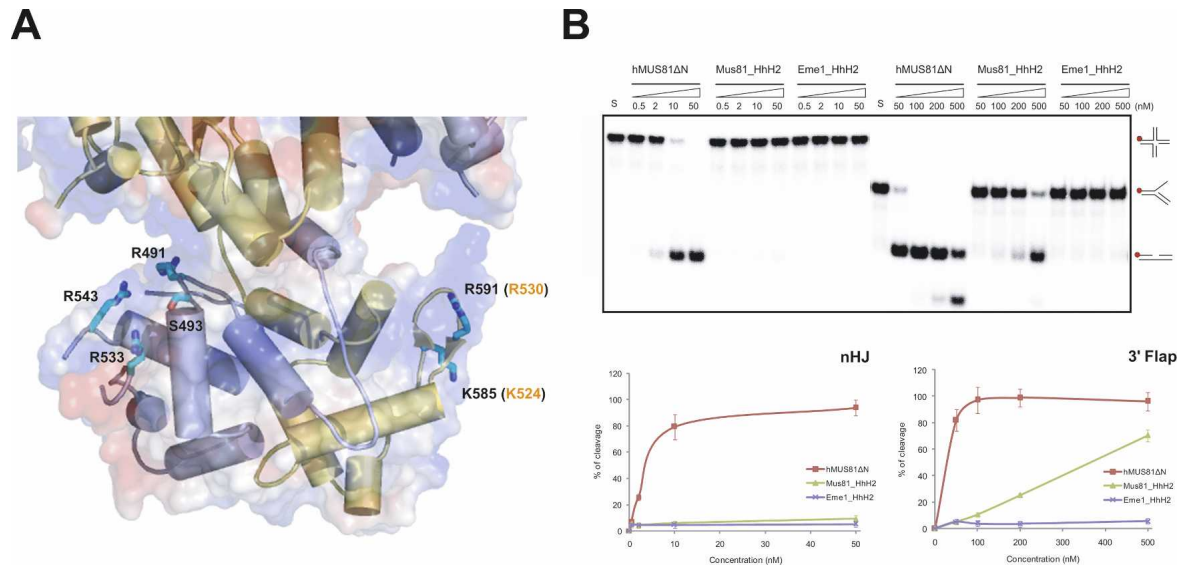 A
R491
R543
S493
R533
R591 (R530)
K585 (K524)
B
hMUS81ΔN Mus81_HhH2 Eme1_HhH2 hMUS81ΔN Mus81_HhH2 Eme1_HhH2
S 0.5 2 10 50 0.5 2 10 50 0.5 2 10 50 S 50 100 200 500 50 100 200 500 50 100 200 500 (nM)
nHJ
% of cleavage
120
100
80
60
40
20
0
0 10 20 30 40 50
Concentration (nM)
hMUS81ΔN
Mus81_HhH2
Eme1_HhH2
3' Flap
% of cleavage
120
100
80
60
40
20
0
0 100 200 300 400 500
Concentration (nM)
hMUS81ΔN
Mus81_HhH2
Eme1_HhH2